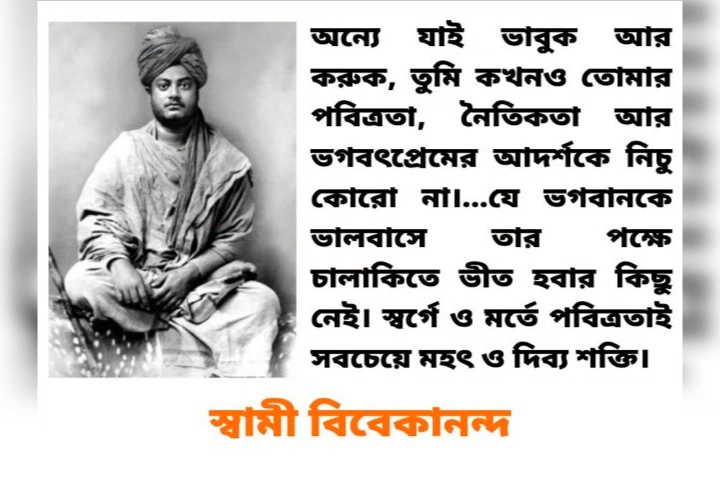 অন্যে যাই ভাবুক আর
করুক, তুমি কখনও তোমার
পবিত্রতা, নৈতিকতা আর
ভগবৎপ্রেমের আদর্শকে নিচু
কোরো না।...যে ভগবানকে
ভালবাসে তার পক্ষে
চালাকিতে ভীত হবার কিছু
নেই। স্বর্গে ও মর্তে পবিত্রতাই
সবচেয়ে মহৎ ও দিব্য শক্তি।
স্বামী বিবেকানন্দ